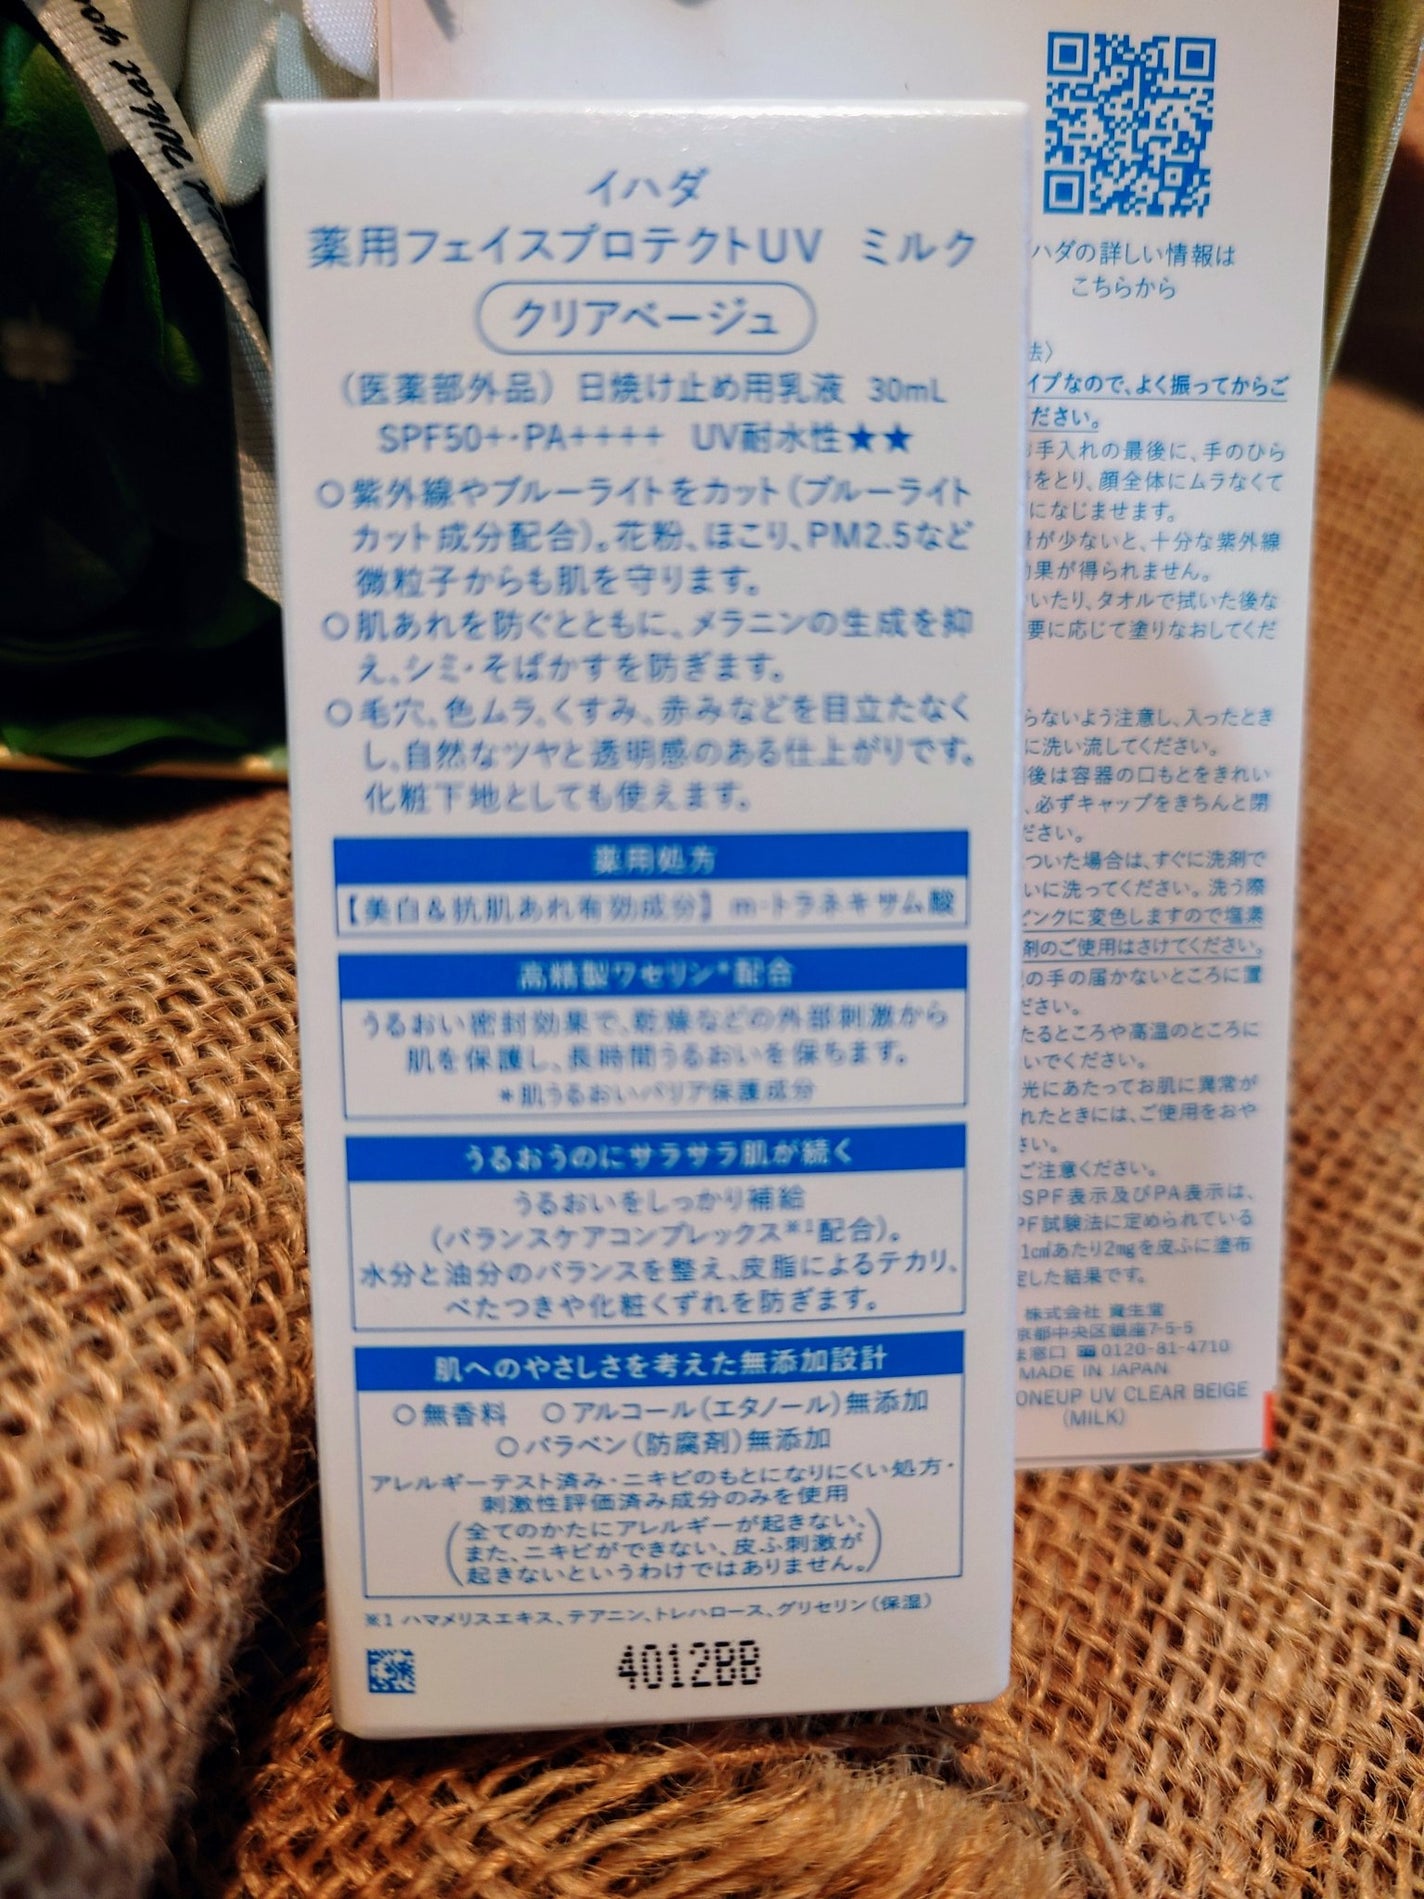 イハダ
薬用フェイスプロテクトUV ミルク
クリアベージュ
(医薬部外品) 日焼け止め用乳液 30mL
SPF50+・PA++++ UV耐水性★★
○紫外線やブルーライトをカット(ブルーライト
カット成分配合)。花粉、ほこり、PM2.5など
微粒子からも肌を守ります。
○肌あれを防ぐとともに、メラニンの生成を抑
え、シミ・そばかすを防ぎます。
○毛穴、色ムラ、くすみ、赤みなどを目立たなく
し、自然なツヤと透明感のある仕上がりです。
化粧下地としても使えます。
薬用処方
【美白&抗肌あれ有効成分】 m・トラネキサム酸
高精製ワセリン*配合
うるおい密封効果で、乾燥などの外部刺激から
肌を保護し、長時間うるおいを保ちます。
*肌うるおいバリア保護成分
うるおうのにサラサラ肌が続く
うるおいをしっかり補給
(バランスケアコンプレックス※1配合)。
水分と油分のバランスを整え、皮脂によるテカリ、
べたつきや化粧くずれを防ぎます。
肌へのやさしさを考えた無添加設計
○無香料 ○アルコール(エタノール)無添加
○パラベン(防腐剤)無添加
アレルギーテスト済み・ニキビのもとになりにくい処方・
刺激性評価済み成分のみを使用
(全てのかたにアレルギーが起きない、
また、ニキビができない、皮ふ刺激が
起きないというわけではありません。)
※1 ハマメリスエキス、テアニン、トレハロース、グリセリン(保湿)
4012BB
ハダの詳しい情報は
こちらから
法〉
イプなので、よく振ってからご
ださい。
お手入れの最後に、手のひら
をとり、顔全体にムラなくて
になじませます。
が少ないと、十分な紫外線
効果が得られません。
いたり、タオルで拭いた後な
要に応じて塗りなおしてくだ
らないよう注意し、入ったとき
に洗い流してください。
後は容器の口もとをきれい
、必ずキャップをきちんと閉
ださい。
ついた場合は、すぐに洗剤で
いに洗ってください。洗う際
ピンクに変色しますので塩素
剤のご使用はさけてください。
の手の届かないところに置
ださい。
たるところや高温のところに
いでください。
光にあたってお肌に異常が
れたときには、ご使用をおや
さい。
ご注意ください。
SPF表示及びPA表示は、
PF試験法に定められている
1c㎡あたり2mgを皮ふに塗布
定した結果です。
株式会社 資生堂
京都中央区銀座7-5-5
ま窓口 0120-81-4710
MADE IN JAPAN
ONEUP UV CLEAR BEIGE
(MILK)